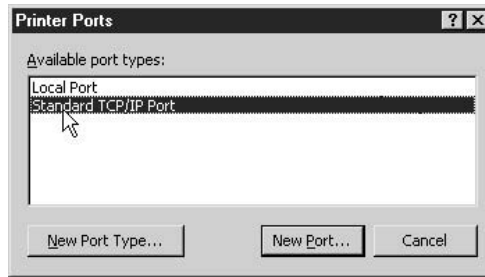 Printer Ports
Available port types:
Local Port
Standard TCP/IP Port
New Port Type... New Port... Cancel